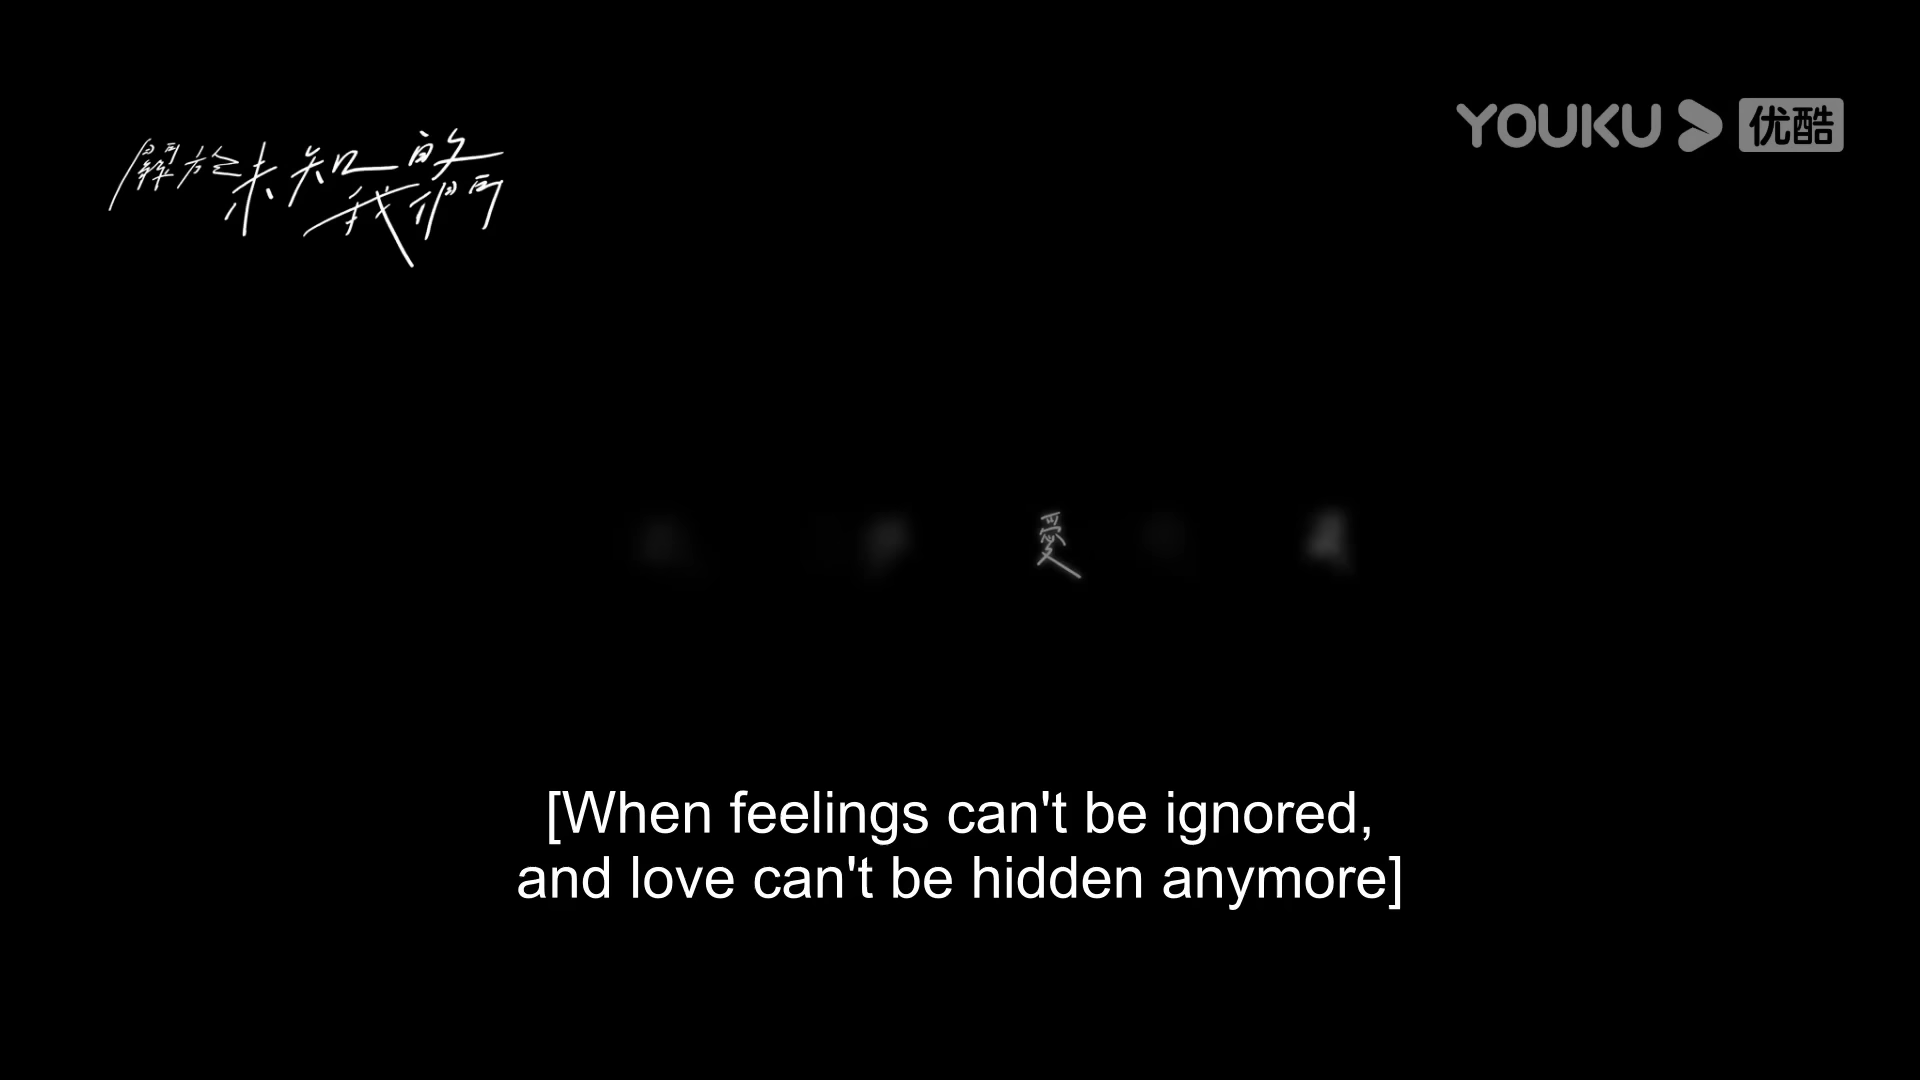 關於未知的
我們
YOUKU 优酷
愛
[When feelings can't be ignored,
and love can't be hidden anymore]